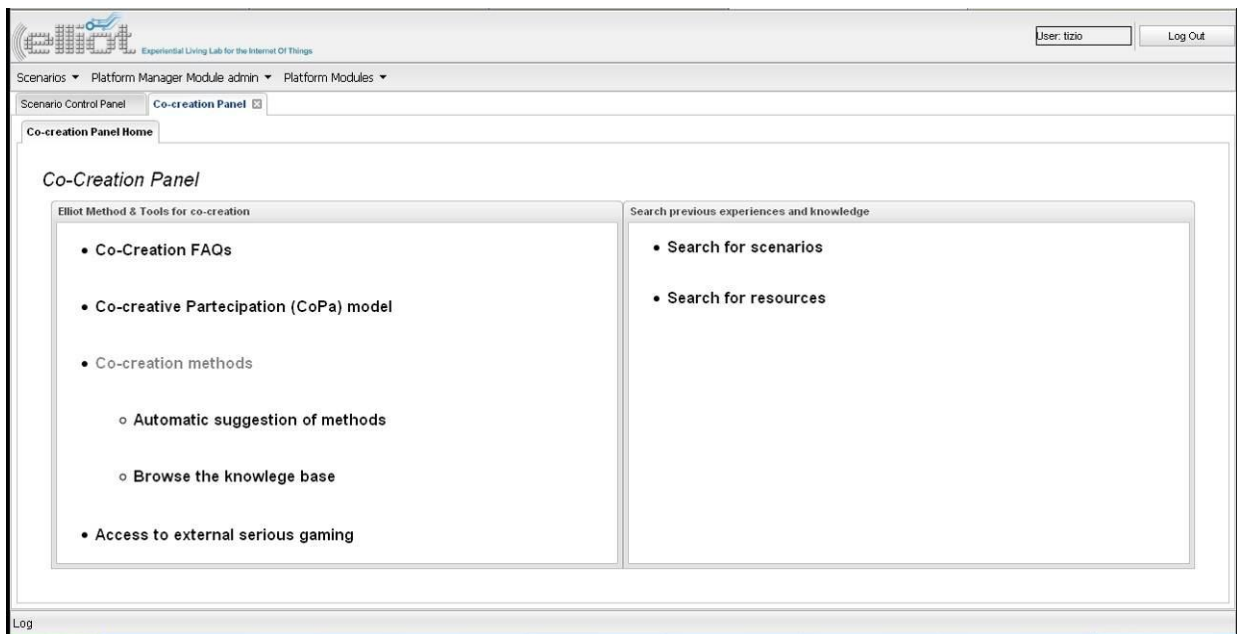 elliot Experiential Living Lab for the Internet Of Things
User: tizio
Log Out
Scenarios Platform Manager Module admin Platform Modules
Scenario Control Panel Co-creation Panel
Co-creation Panel Home
Co-Creation Panel
Elliot Method & Tools for co-creation
• Co-Creation FAQs
• Co-creative Partecipation (CoPa) model
• Co-creation methods
○ Automatic suggestion of methods
○ Browse the knowlege base
• Access to external serious gaming
Search previous experiences and knowledge
• Search for scenarios
• Search for resources
Log